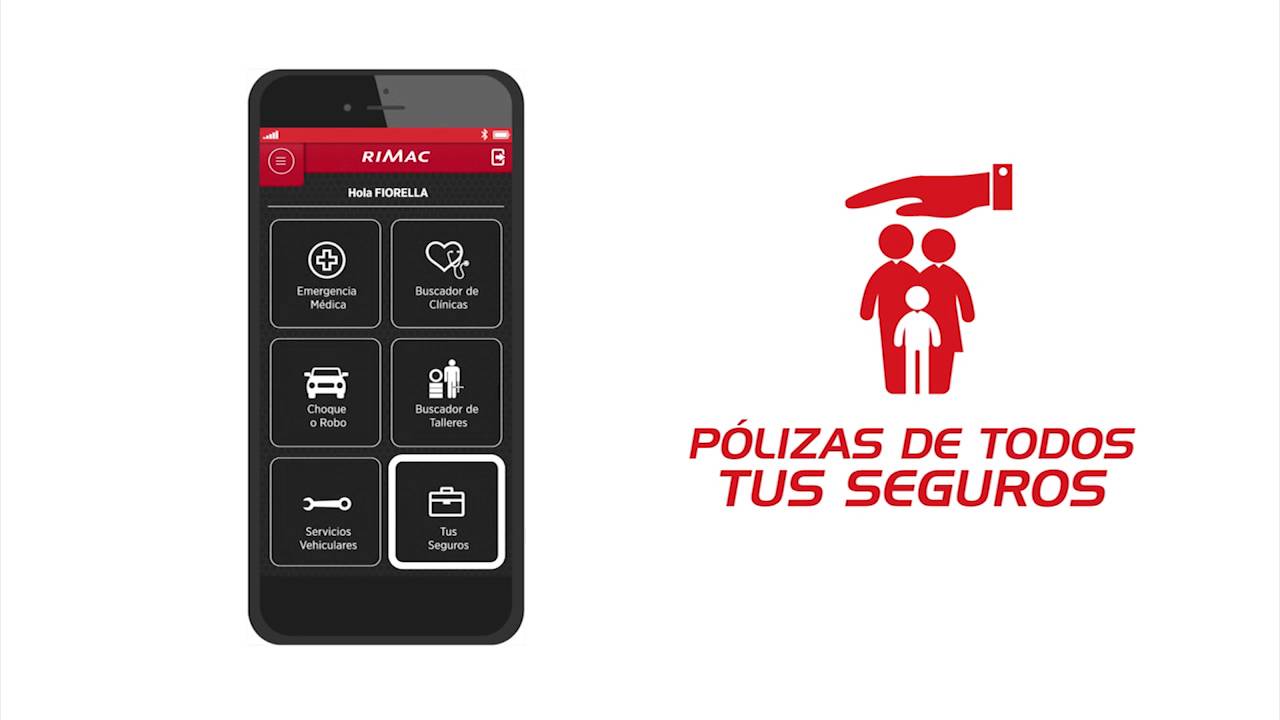 RIMAC
Hola FIORELLA
Emergencia
Médica
Buscador de
Clínicas
Choque
o Robo
Buscador de
Talleres
Servicios
Vehiculares
Tus
Seguros
PÓLIZAS DE TODOS
TUS SEGUROS